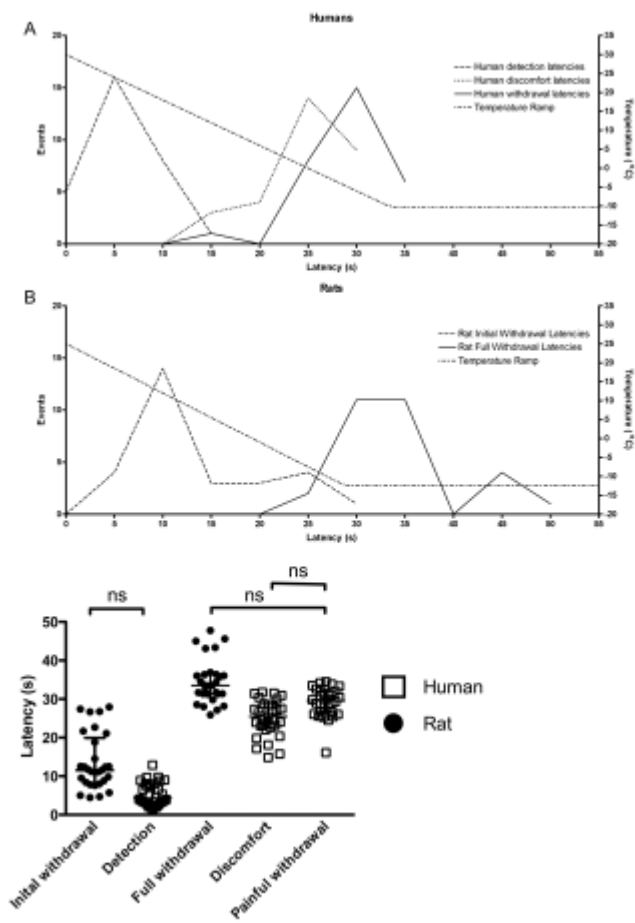 A
Humans
20
15
10
5
0
Events
0 5 10 15 20 25 30 35 40 45 50 55
Latency (s)
35
30
25
20
15
10
5
0
-5
-10
-15
-20
Temperature (°C)
Human detection latencies
Human discomfort latencies
Human withdrawal latencies
Temperature Ramp
B
Rats
20
15
10
5
0
Events
0 5 10 15 20 25 30 35 40 45 50 55
Latency (s)
35
30
25
20
15
10
5
0
-5
-10
-15
-20
Temperature (°C)
Rat Initial Withdrawal Latencies
Rat Full Withdrawal Latencies
Temperature Ramp
ns
ns
ns
50
40
30
20
10
0
Latency (s)
Inital withdrawal
Detection
Full withdrawal
Discomfort
Painful withdrawal
Human
Rat